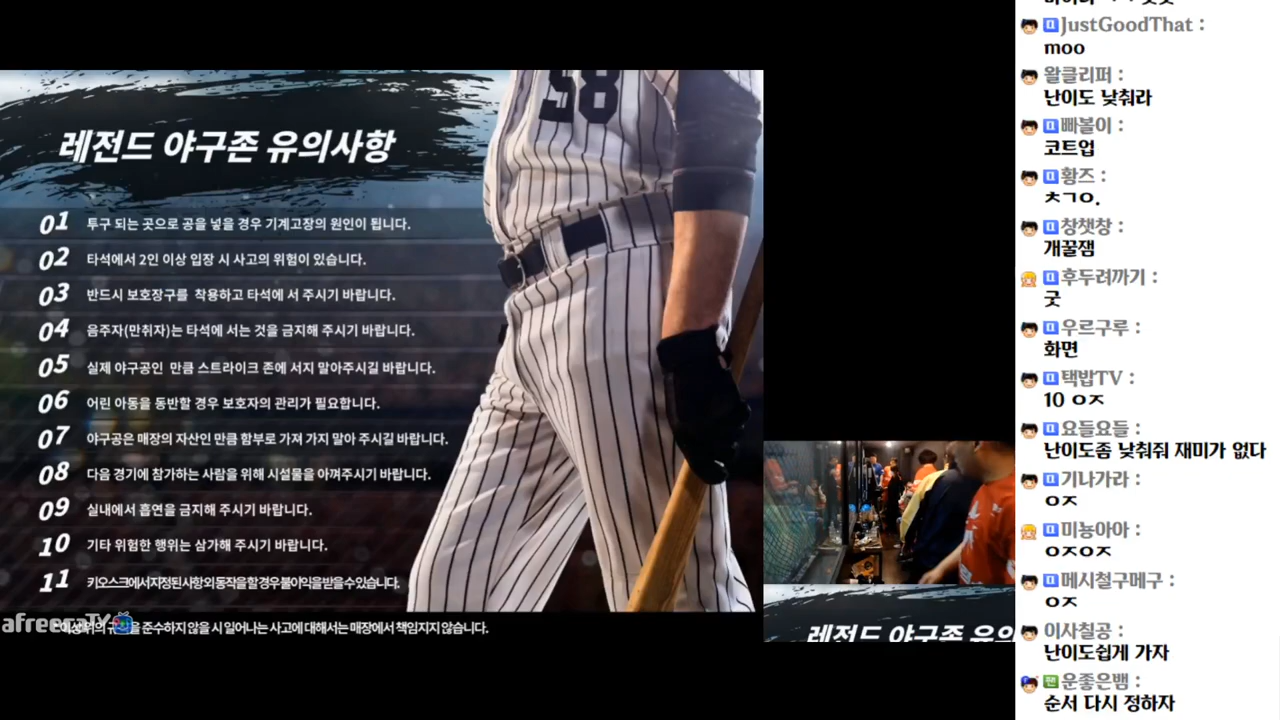 58
레전드 야구존 유의사항
01 투구 되는 곳으로 공을 넣을 경우 기계고장의 원인이 됩니다.
02 타석에서 2인 이상 입장 시 사고의 위험이 있습니다.
03 반드시 보호장구를 착용하고 타석에 서 주시기 바랍니다.
04 음주자(만취자)는 타석에 서는 것을 금지해 주시기 바랍니다.
05 실제 야구공인 만큼 스트라이크 존에 서지 말아주시길 바랍니다.
06 어린 아동을 동반할 경우 보호자의 관리가 필요합니다.
07 야구공은 매장의 자산인 만큼 함부로 가져 가지 말아 주시길 바랍니다.
08 다음 경기에 참가하는 사람을 위해 시설물을 아껴주시기 바랍니다.
09 실내에서 흡연을 금지해 주시기 바랍니다.
10 기타 위험한 행위는 삼가해 주시기 바랍니다.
11 키오스크에서 지정된 사항 외 동작을 할 경우 불이익을 받을 수 있습니다.
afreecaTV
을 준수하지 않을 시 일어나는 사고에 대해서는 매장에서 책임지지 않습니다.
레전드 야구존 유의
JustGoodThat :
moo
왈클리퍼 :
난이도 낮춰라
빠볼이 :
코트업
황즈 :
ㅊㄱㅇ.
창챗창 :
개꿀잼
후두려까기 :
굿
우르구루 :
화면
택밥TV :
10 ㅇㅈ
요들요들 :
난이도좀 낮춰줘 재미가 없다
기나가라 :
ㅇㅈ
미뇽아아 :
ㅇㅈㅇㅈ
메시철구메구 :
ㅇㅈ
이사칠공 :
난이도쉽게 가자
운좋은뱀 :
순서 다시 정하자